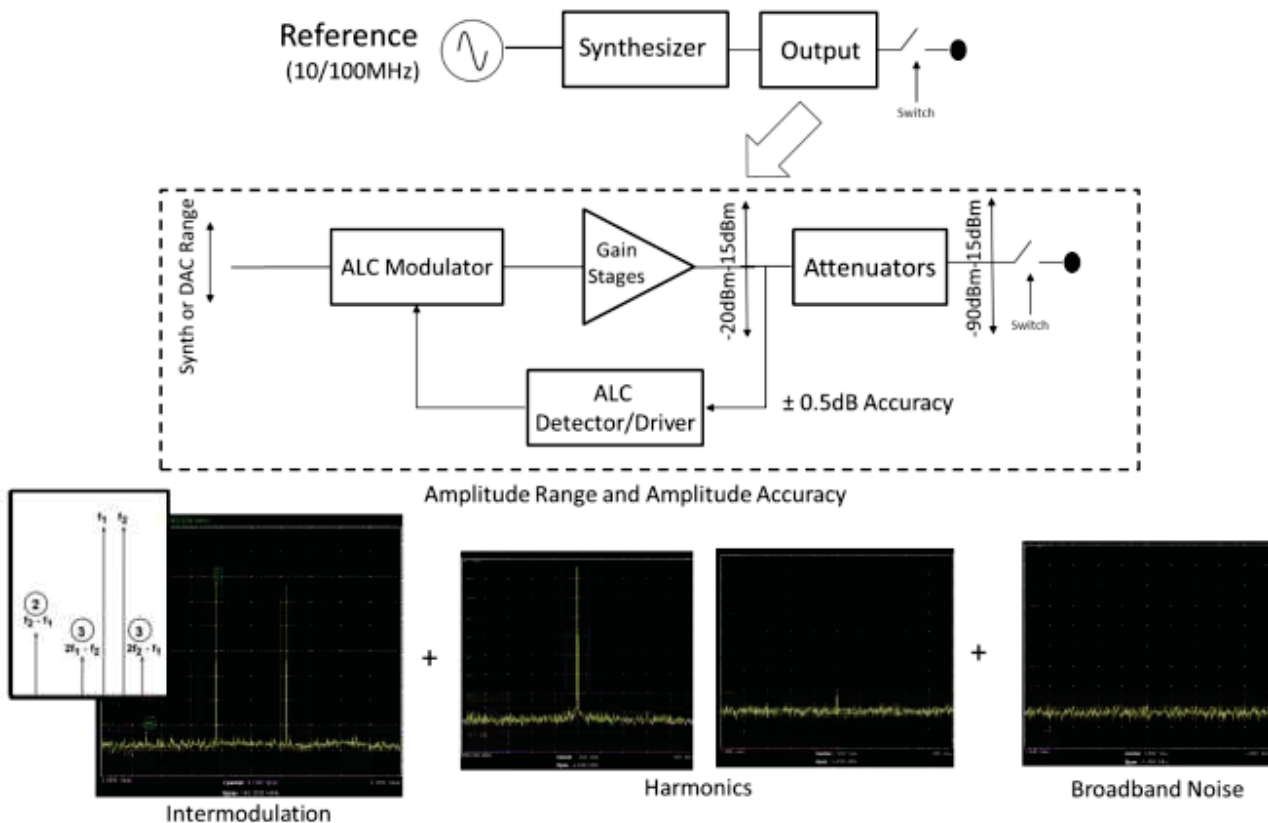 Reference
(10/100MHz)
Synthesizer
Output
Switch
Synth or DAC Range
ALC Modulator
Gain
Stages
-20dBm-15dBm
Attenuators
-90dBm-15dBm
Switch
ALC
Detector/Driver
± 0.5dB Accuracy
Amplitude Range and Amplitude Accuracy
f1
f2
2
f2 - f1
3
2f1 - f2
3
2f2 - f1
+
+
Intermodulation
Harmonics
Broadband Noise